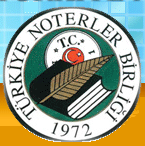 TÜRKİYE NOTERLER BİRLİĞİ
T.C.
1972